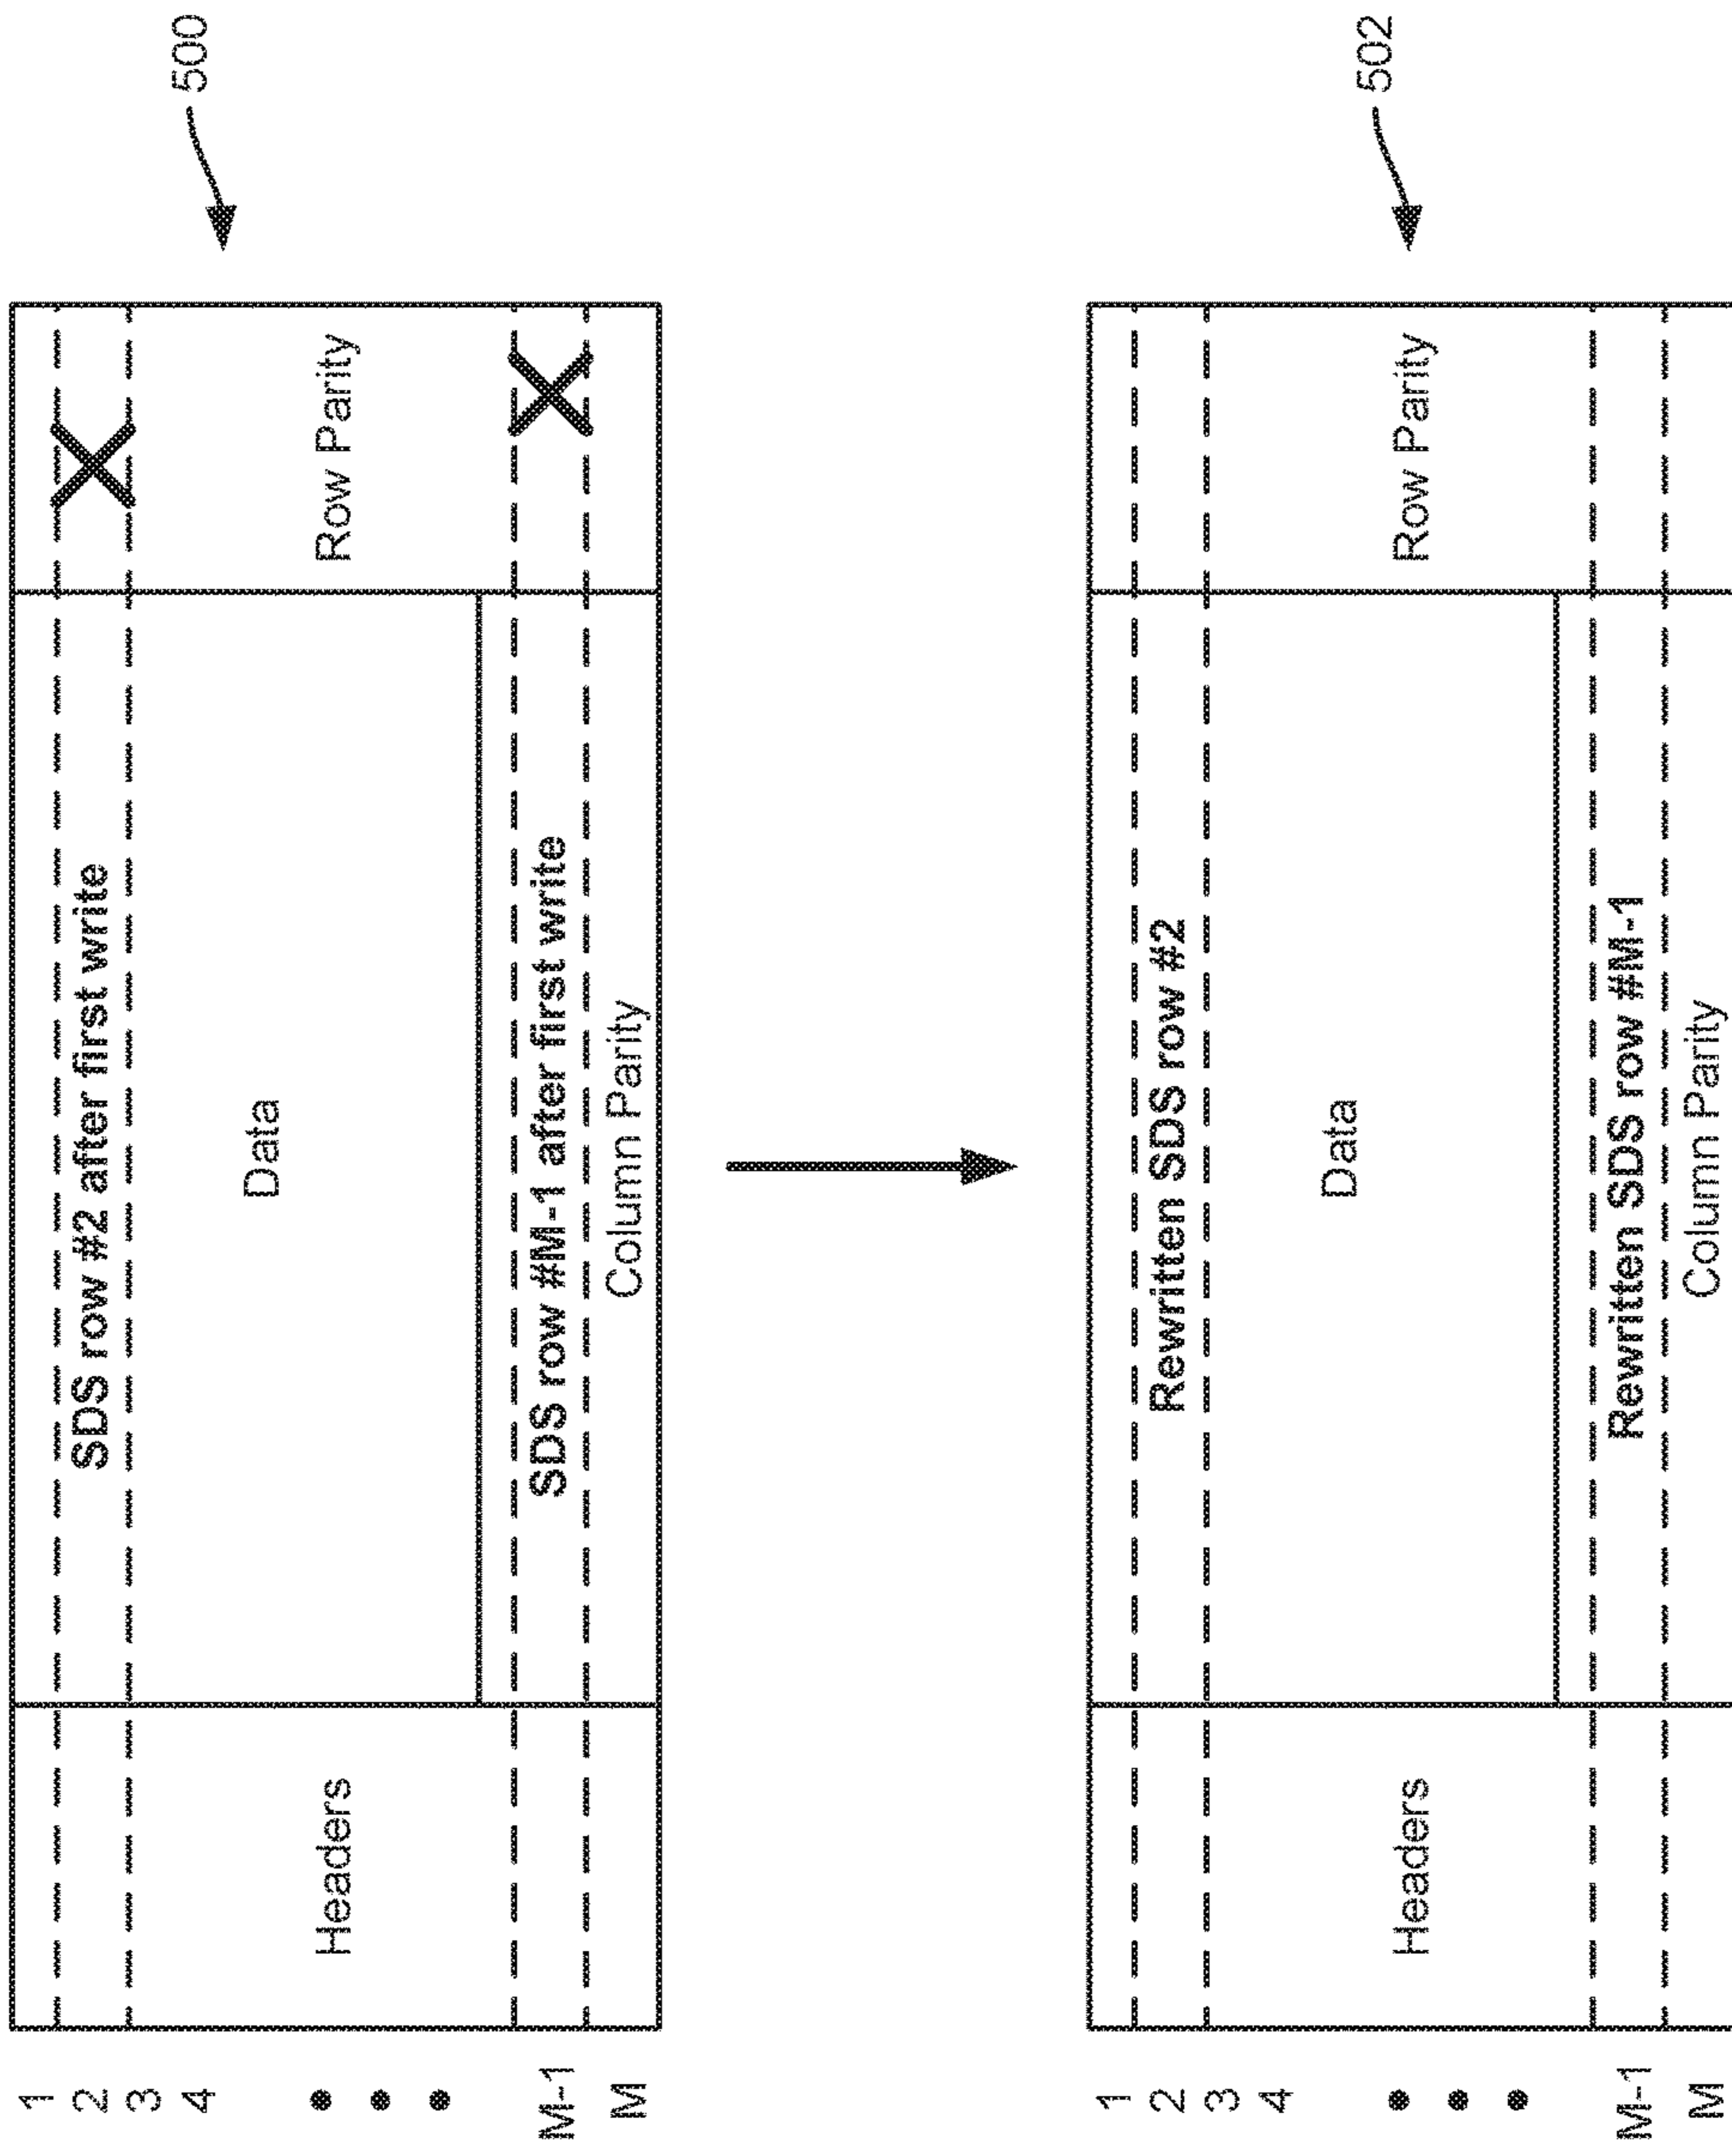 500
1
SDS row #2 after first write
2
3
4
Data
Headers
Row Parity
SDS row #M-1 after first write
M-1
Column Parity
M
502
1
Rewritten SDS row #2
2
3
4
Data
Headers
Row Parity
Rewritten SDS row #M-1
M-1
Column Parity
M